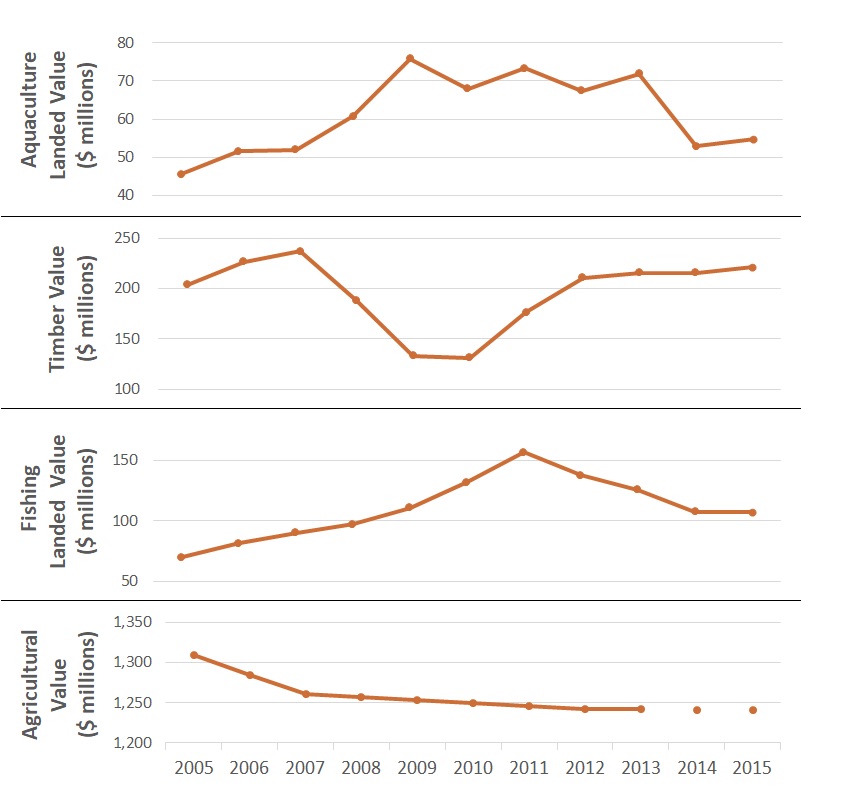 Aquaculture
Landed Value
($ millions)
80
70
60
50
40
Timber Value
($ millions)
250
200
150
100
Fishing
Landed Value
($ millions)
150
100
50
Agricultural
Value
($ millions)
1,350
1,300
1,250
1,200
2005 2006 2007 2008 2009 2010 2011 2012 2013 2014 2015